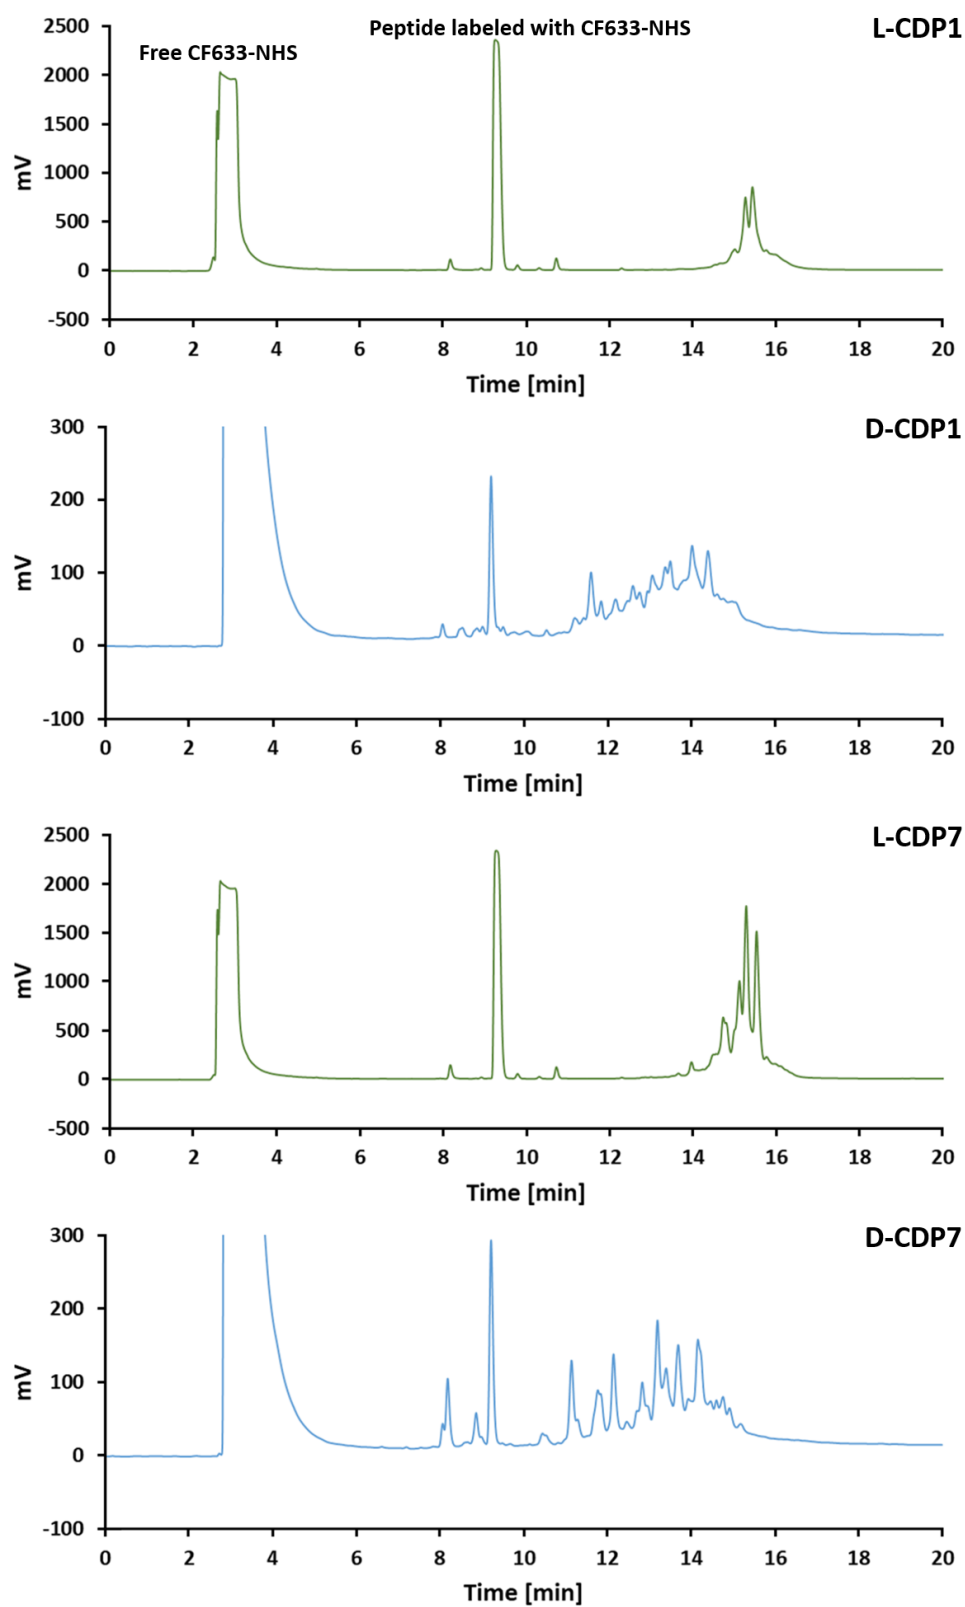 Peptide labeled with CF633-NHS
L-CDP1
Free CF633-NHS
2500
2000
1500
1000
500
0
-500
mV
0 2 4 6 8 10 12 14 16 18 20
Time [min]
D-CDP1
300
200
100
0
-100
mV
0 2 4 6 8 10 12 14 16 18 20
Time [min]
L-CDP7
2500
2000
1500
1000
500
0
-500
mV
0 2 4 6 8 10 12 14 16 18 20
Time [min]
D-CDP7
300
200
100
0
-100
mV
0 2 4 6 8 10 12 14 16 18 20
Time [min]